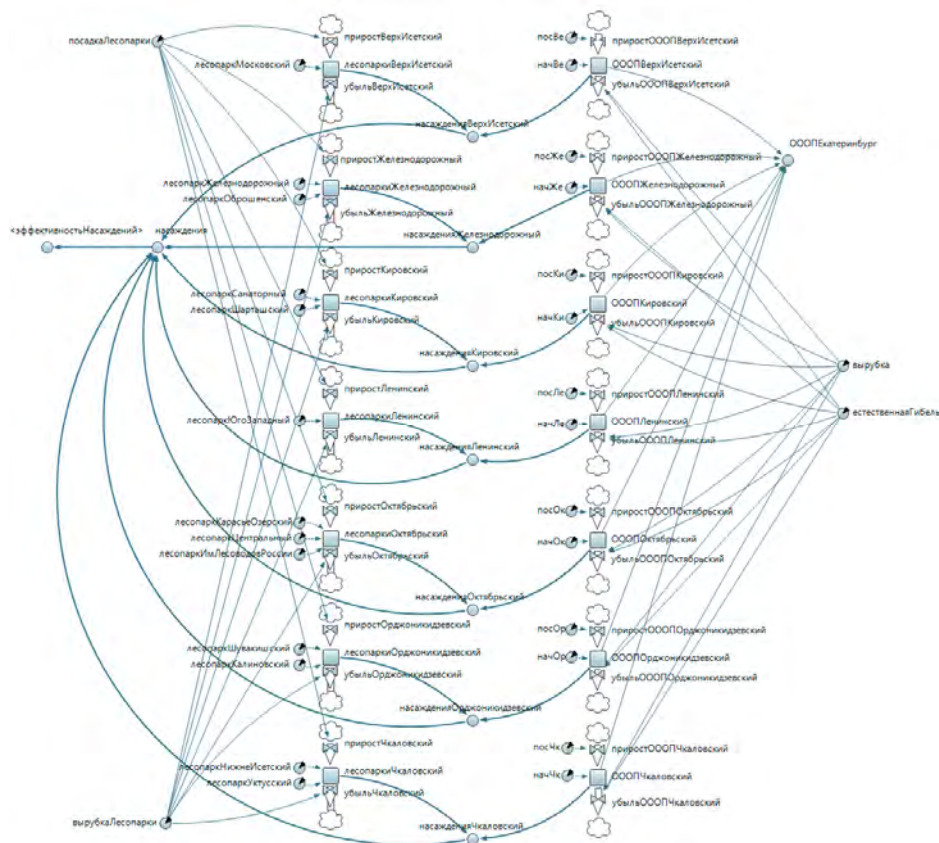 посадкаЛесопарки
приростВерхИсетский
посВе
приростОООПВерхИсетский
лесопаркМосковский
лесопаркиВерхИсетский
начВе
ОООПВерхИсетский
убыльВерхИсетский
убыльОООПВерхИсетский
насажденияВерхИсетский
приростЖелезнодорожный
посЖе
приростОООПЖелезнодорожный
ОООПЕкатеринбург
лесопаркЖелезнодорожный
лесопаркиЖелезнодорожный
начЖе
ОООПЖелезнодорожный
лесопаркОброшенский
убыльЖелезнодорожный
убыльОООПЖелезнодорожный
<эффективностьНасаждений>
насаждения
насажденияЖелезнодорожный
приростКировский
посКи
приростОООПКировский
лесопаркСанаторный
лесопаркиКировский
начКи
ОООПКировский
лесопаркШарташский
убыльКировский
убыльОООПКировский
насажденияКировский
вырубка
приростЛенинский
посЛе
приростОООПЛенинский
лесопаркЮгоЗападный
лесопаркиЛенинский
начЛе
ОООПЛенинский
естественнаяГибель
убыльЛенинский
убыльОООПЛенинский
насажденияЛенинский
приростОктябрьский
посОк
приростОООПОктябрьский
лесопаркКарасьеОзерский
лесопаркЦентральный
лесопаркиОктябрьский
начОк
ОООПОктябрьский
лесопаркИмЛесоводовРоссии
убыльОктябрьский
убыльОООПОктябрьский
насажденияОктябрьский
приростОрджоникидзевский
посОр
приростОООПОрджоникидзевский
лесопаркШувакишский
лесопаркиОрджоникидзевский
начОр
ОООПОрджоникидзевский
лесопаркКалиновский
убыльОрджоникидзевский
убыльОООПОрджоникидзевский
насажденияОрджоникидзевский
приростЧкаловский
посЧк
приростОООПЧкаловский
лесопаркНижнеИсетский
лесопаркиЧкаловский
начЧк
ОООПЧкаловский
лесопаркУктусский
убыльЧкаловский
убыльОООПЧкаловский
вырубкаЛесопарки
насажденияЧкаловский